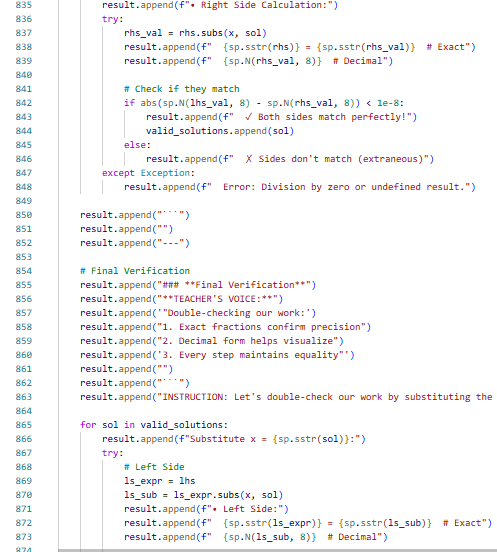 835 result.append(f"• Right Side Calculation:")
836 try:
837 rhs_val = rhs.subs(x, sol)
838 result.append(f"  {sp.sstr(rhs)} = {sp.sstr(rhs_val)}  # Exact")
839 result.append(f"  {sp.N(rhs_val, 8)}  # Decimal")
840
841 # Check if they match
842 if abs(sp.N(lhs_val, 8) - sp.N(rhs_val, 8)) < 1e-8:
843 result.append(f"  ✓ Both sides match perfectly!")
844 valid_solutions.append(sol)
845 else:
846 result.append(f"  ✗ Sides don't match (extraneous)")
847 except Exception:
848 result.append(f"  Error: Division by zero or undefined result.")
849
850 result.append("```")
851 result.append("")
852 result.append("---")
853
854 # Final Verification
855 result.append("### **Final Verification**")
856 result.append("**TEACHER'S VOICE:**")
857 result.append('"Double-checking our work:')
858 result.append("1. Exact fractions confirm precision")
859 result.append("2. Decimal form helps visualize")
860 result.append('3. Every step maintains equality"')
861 result.append("")
862 result.append("```")
863 result.append("INSTRUCTION: Let's double-check our work by substituting the
864
865 for sol in valid_solutions:
866 result.append(f"Substitute x = {sp.sstr(sol)}:")
867 try:
868 # Left Side
869 ls_expr = lhs
870 ls_sub = ls_expr.subs(x, sol)
871 result.append(f"• Left Side:")
872 result.append(f"  {sp.sstr(ls_expr)} = {sp.sstr(ls_sub)}  # Exact")
873 result.append(f"  {sp.N(ls_sub, 8)}  # Decimal")
874